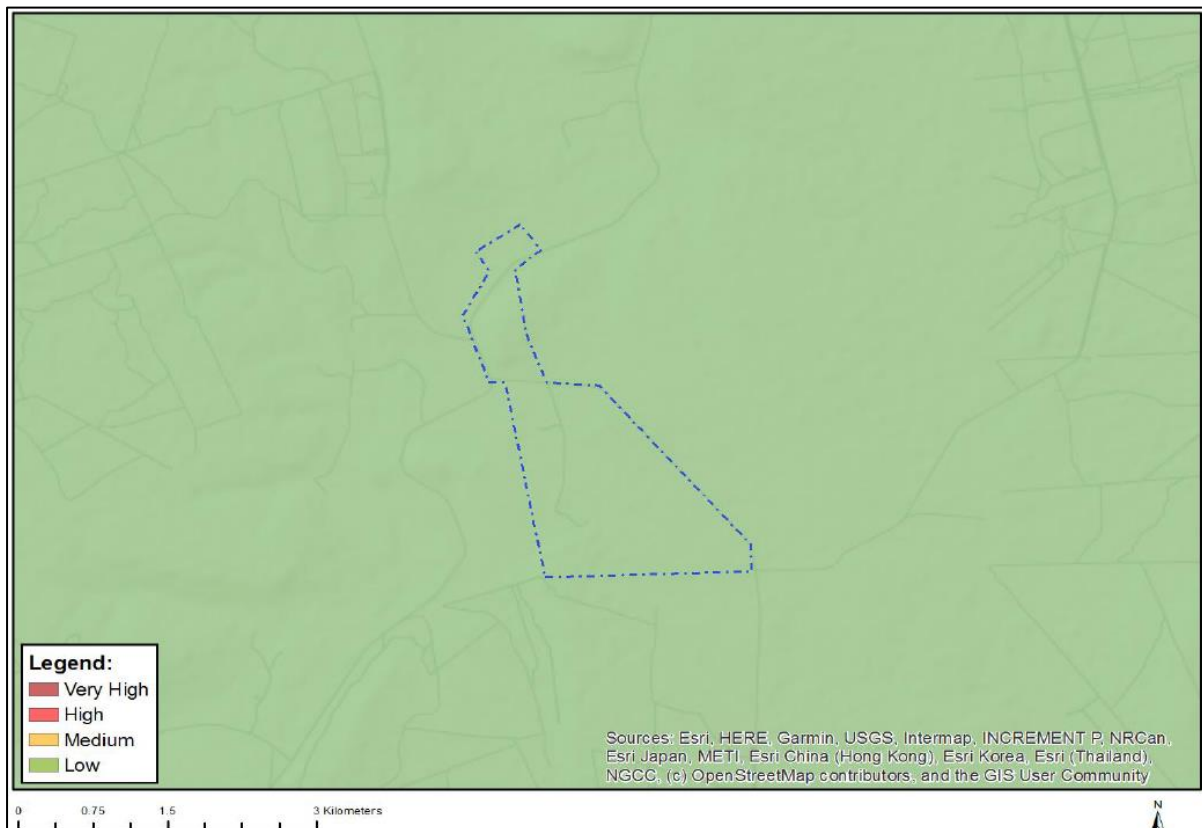 Legend:
Very High
High
Medium
Low
Sources: Esri, HERE, Garmin, USGS, Intermap, INCREMENT P, NRCan,
Esri Japan, METI, Esri China (Hong Kong), Esri Korea, Esri (Thailand),
NGCC, (c) OpenStreetMap contributors, and the GIS User Community
0 0.75 1.5 3 Kilometers
N